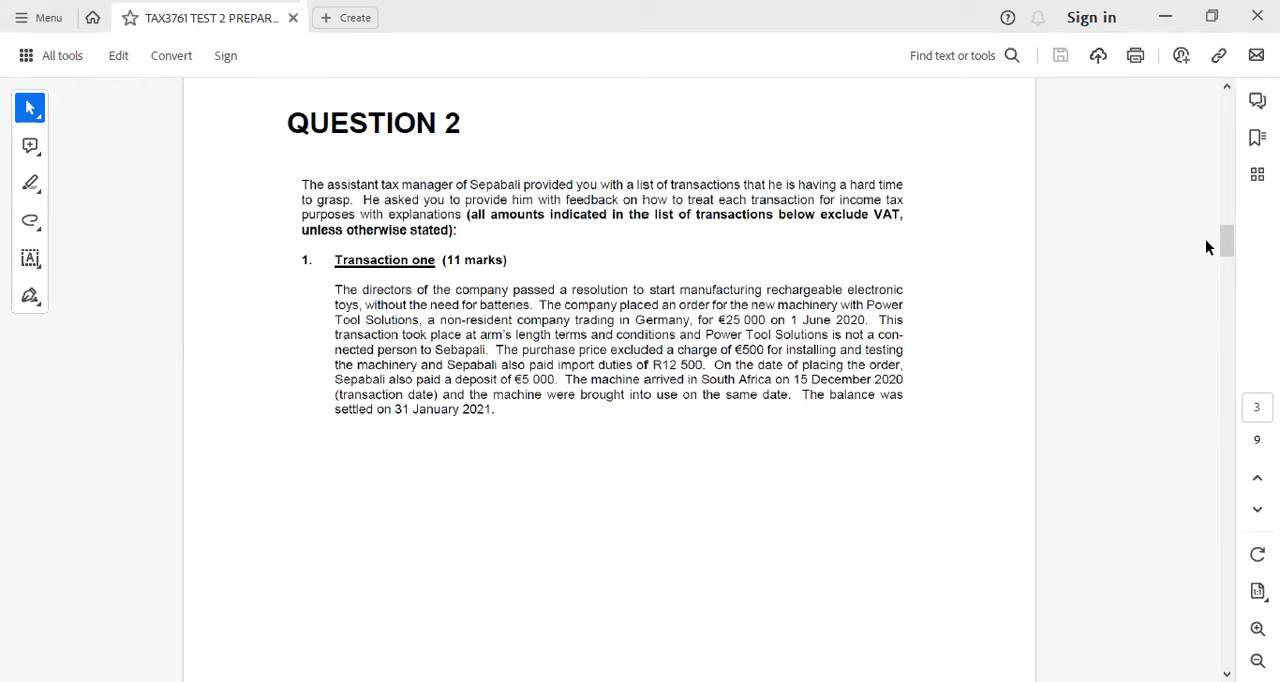 Menu
TAX3761 TEST 2 PREPAR...
Create
Sign in
All tools
Edit
Convert
Sign
Find text or tools
QUESTION 2
The assistant tax manager of Sepabali provided you with a list of transactions that he is having a hard time
to grasp. He asked you to provide him with feedback on how to treat each transaction for income tax
purposes with explanations (all amounts indicated in the list of transactions below exclude VAT,
unless otherwise stated):
1. Transaction one (11 marks)
The directors of the company passed a resolution to start manufacturing rechargeable electronic
toys, without the need for batteries. The company placed an order for the new machinery with Power
Tool Solutions, a non-resident company trading in Germany, for €25 000 on 1 June 2020. This
transaction took place at arm's length terms and conditions and Power Tool Solutions is not a con-
nected person to Sebapali. The purchase price excluded a charge of €500 for installing and testing
the machinery and Sepabali also paid import duties of R12 500. On the date of placing the order,
Sepabali also paid a deposit of €5 000. The machine arrived in South Africa on 15 December 2020
(transaction date) and the machine were brought into use on the same date. The balance was
settled on 31 January 2021.
3
9